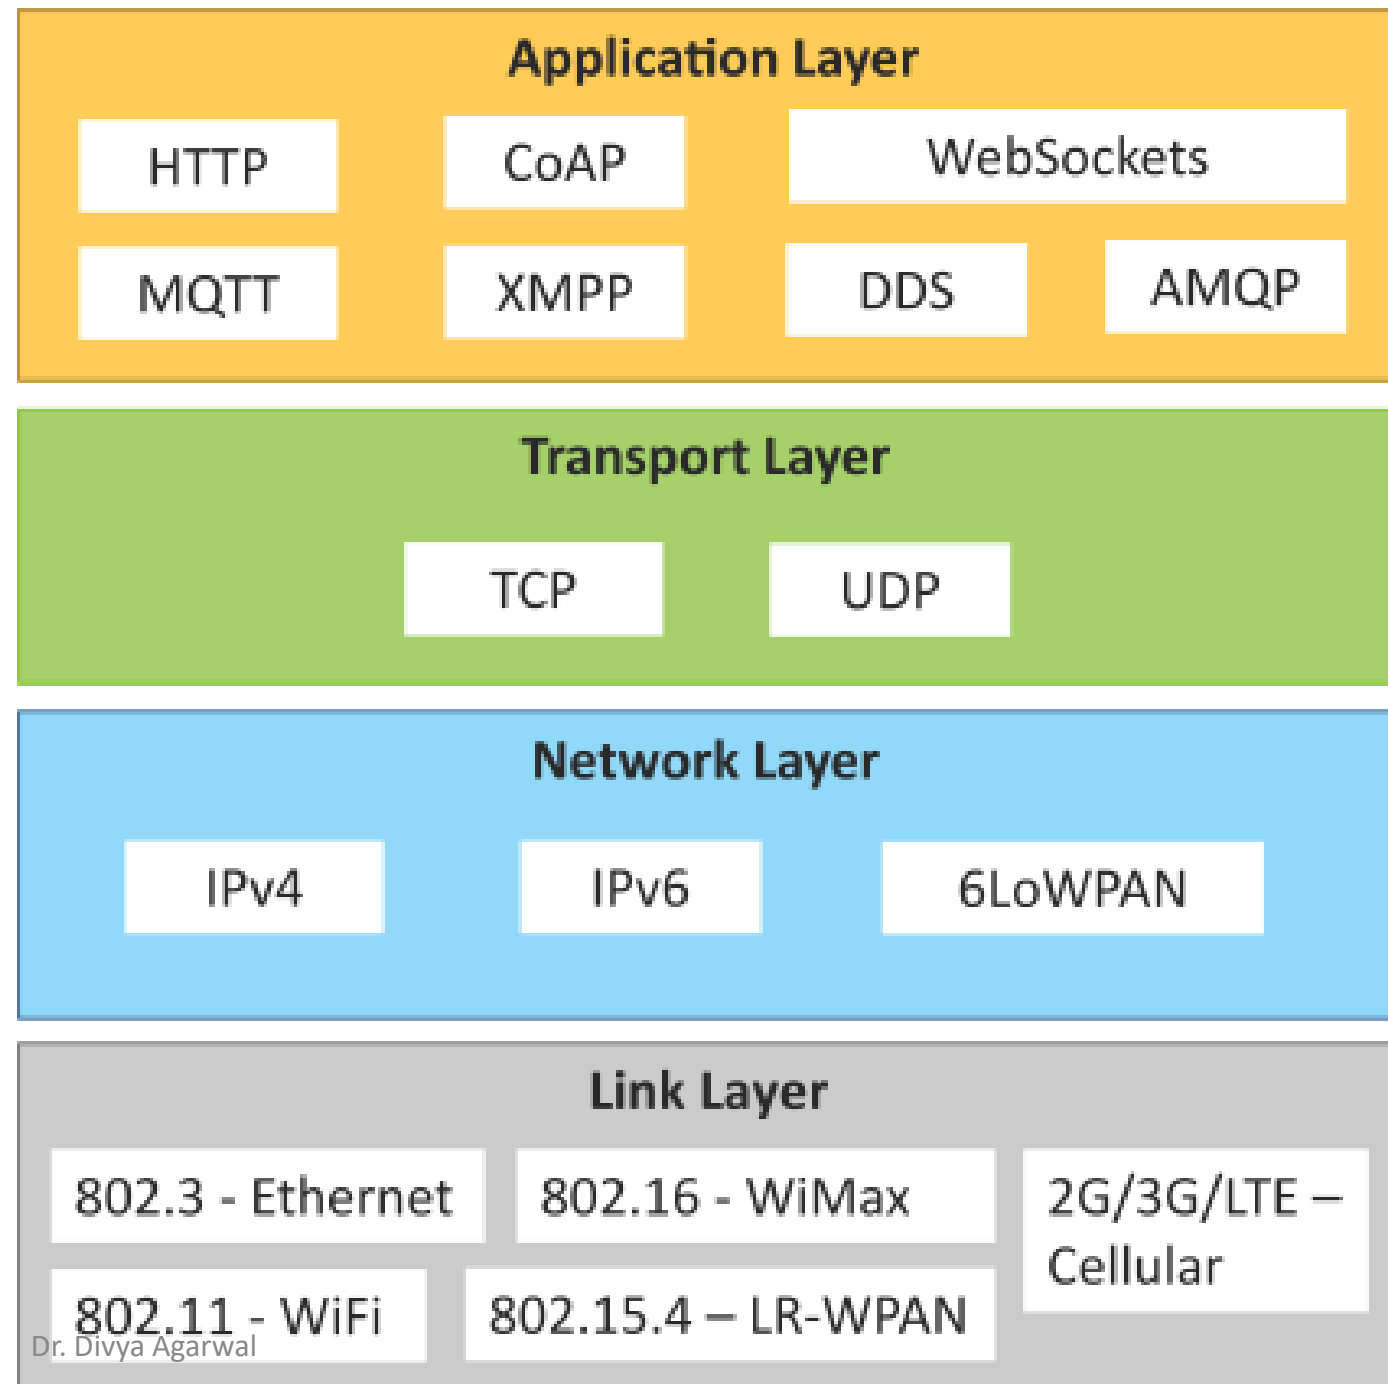 Application Layer
HTTP
CoAP
WebSockets
MQTT
XMPP
DDS
AMQP
Transport Layer
TCP
UDP
Network Layer
IPv4
IPv6
6LoWPAN
Link Layer
802.3 - Ethernet
802.16 - WiMax
2G/3G/LTE –
Cellular
802.11 - WiFi
802.15.4 – LR-WPAN
Dr. Divya Agarwal